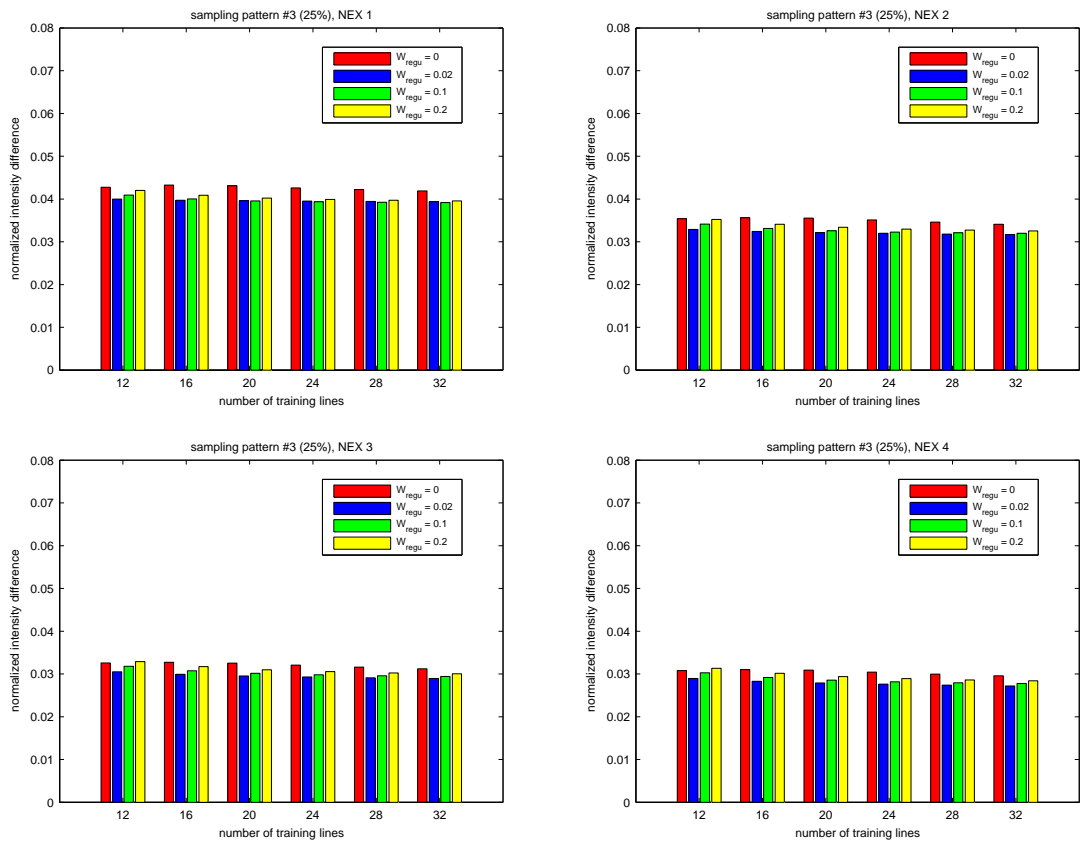 sampling pattern #3 (25%), NEX 1
0.08
0.07
0.06
0.05
0.04
0.03
0.02
0.01
0
normalized intensity difference
W_regu = 0
W_regu = 0.02
W_regu = 0.1
W_regu = 0.2
12 16 20 24 28 32
number of training lines
sampling pattern #3 (25%), NEX 2
0.08
0.07
0.06
0.05
0.04
0.03
0.02
0.01
0
normalized intensity difference
W_regu = 0
W_regu = 0.02
W_regu = 0.1
W_regu = 0.2
12 16 20 24 28 32
number of training lines
sampling pattern #3 (25%), NEX 3
0.08
0.07
0.06
0.05
0.04
0.03
0.02
0.01
0
normalized intensity difference
W_regu = 0
W_regu = 0.02
W_regu = 0.1
W_regu = 0.2
12 16 20 24 28 32
number of training lines
sampling pattern #3 (25%), NEX 4
0.08
0.07
0.06
0.05
0.04
0.03
0.02
0.01
0
normalized intensity difference
W_regu = 0
W_regu = 0.02
W_regu = 0.1
W_regu = 0.2
12 16 20 24 28 32
number of training lines